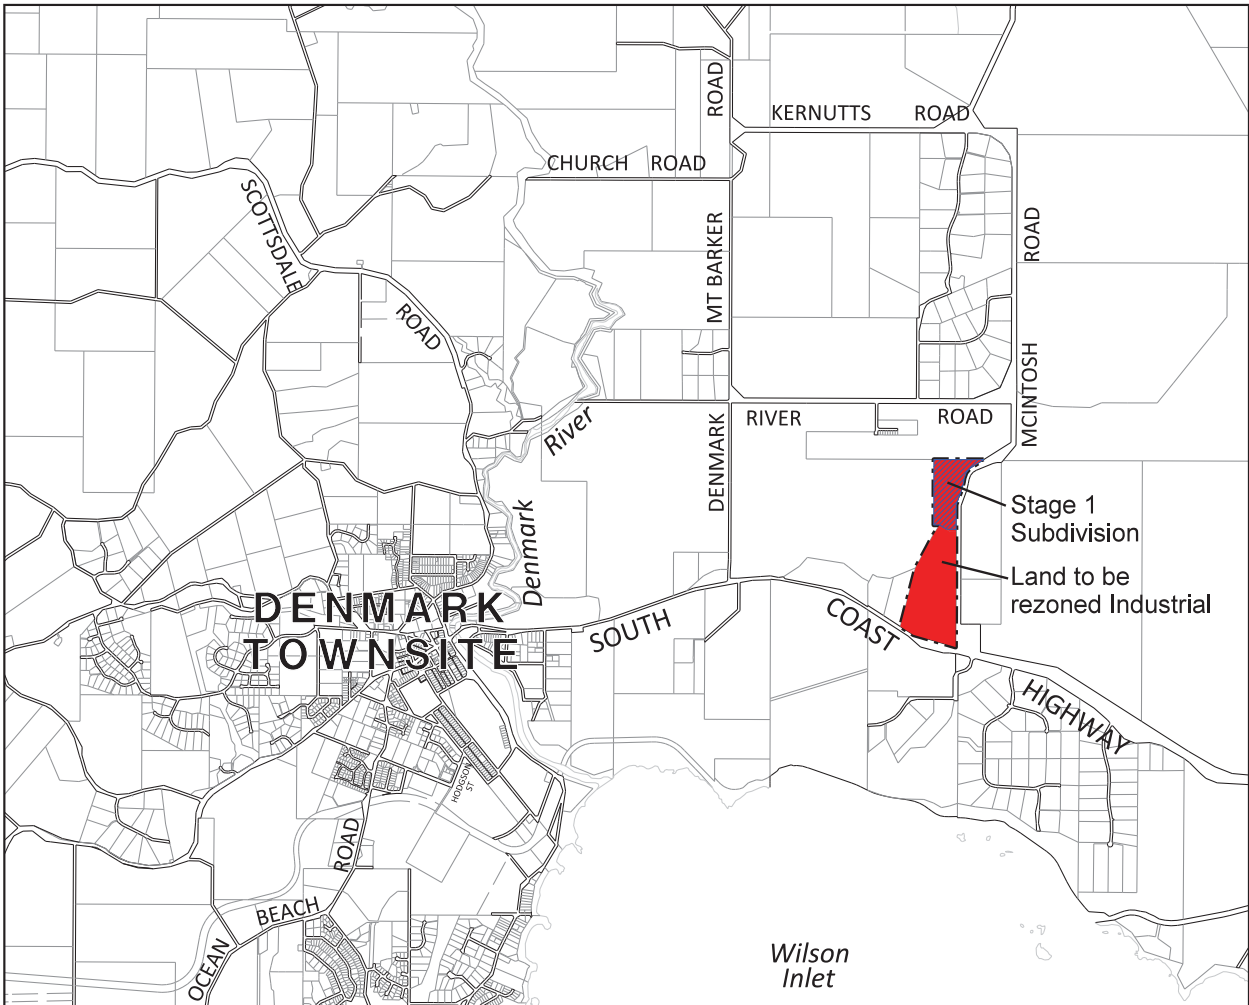 KERNUTTS ROAD
ROAD
CHURCH ROAD
SCOTTSDALE
ROAD
MT BARKER
DENMARK
ROAD
MCINTOSH
RIVER ROAD
River
Denmark
Stage 1
Subdivision
Land to be
rezoned Industrial
DENMARK
TOWNSITE
SOUTH
COAST
HIGHWAY
HODGSON
ST
ROAD
BEACH
OCEAN
Wilson
Inlet